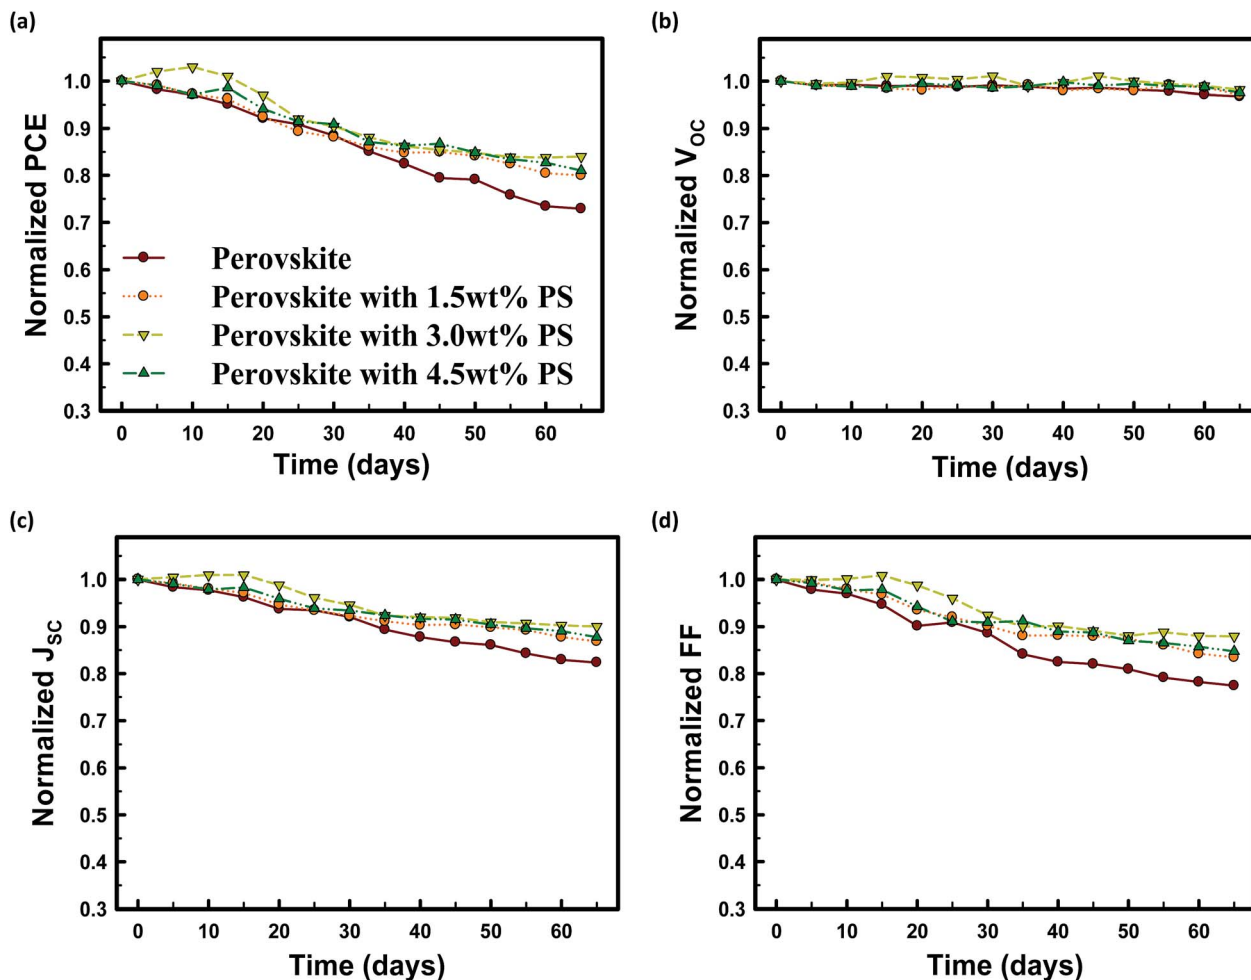 (a)
1.0
0.9
0.8
0.7
0.6
0.5
0.4
0.3
Normalized PCE
Perovskite
Perovskite with 1.5wt% PS
Perovskite with 3.0wt% PS
Perovskite with 4.5wt% PS
0 10 20 30 40 50 60
Time (days)
(b)
1.0
0.9
0.8
0.7
0.6
0.5
0.4
0.3
Normalized VOC
0 10 20 30 40 50 60
Time (days)
(c)
1.0
0.9
0.8
0.7
0.6
0.5
0.4
0.3
Normalized JSC
0 10 20 30 40 50 60
Time (days)
(d)
1.0
0.9
0.8
0.7
0.6
0.5
0.4
0.3
Normalized FF
0 10 20 30 40 50 60
Time (days)